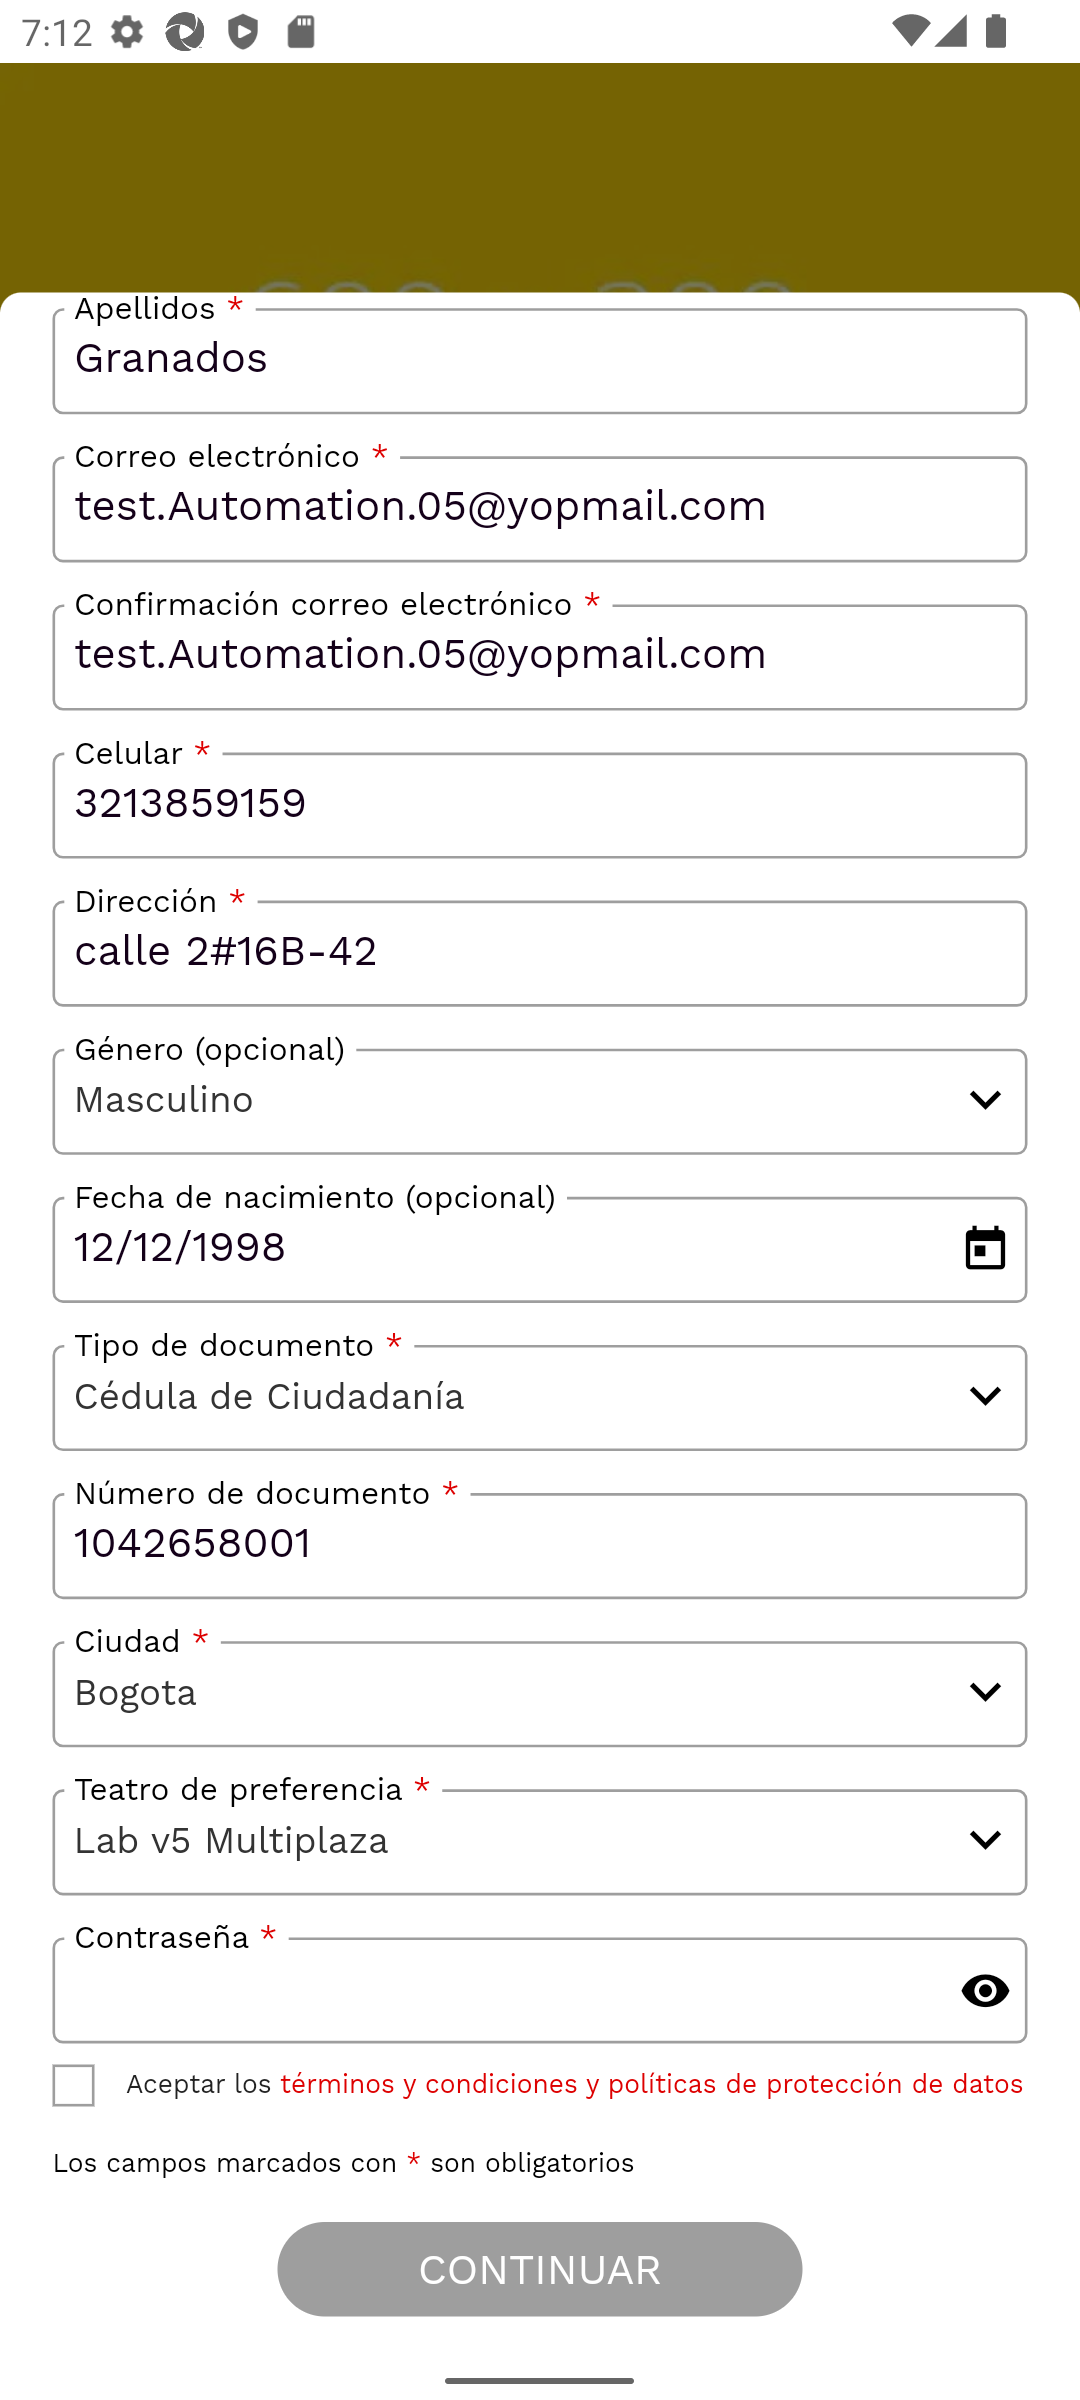 7:12
Apellidos *
Granados
Correo electrónico *
test.Automation.05@yopmail.com
Confirmación correo electrónico *
test.Automation.05@yopmail.com
Celular *
3213859159
Dirección *
calle 2#16B-42
Género (opcional)
Masculino
Fecha de nacimiento (opcional)
12/12/1998
Tipo de documento *
Cédula de Ciudadanía
Número de documento *
1042658001
Ciudad *
Bogota
Teatro de preferencia *
Lab v5 Multiplaza
Contraseña *
Aceptar los términos y condiciones y políticas de protección de datos
Los campos marcados con * son obligatorios
CONTINUAR